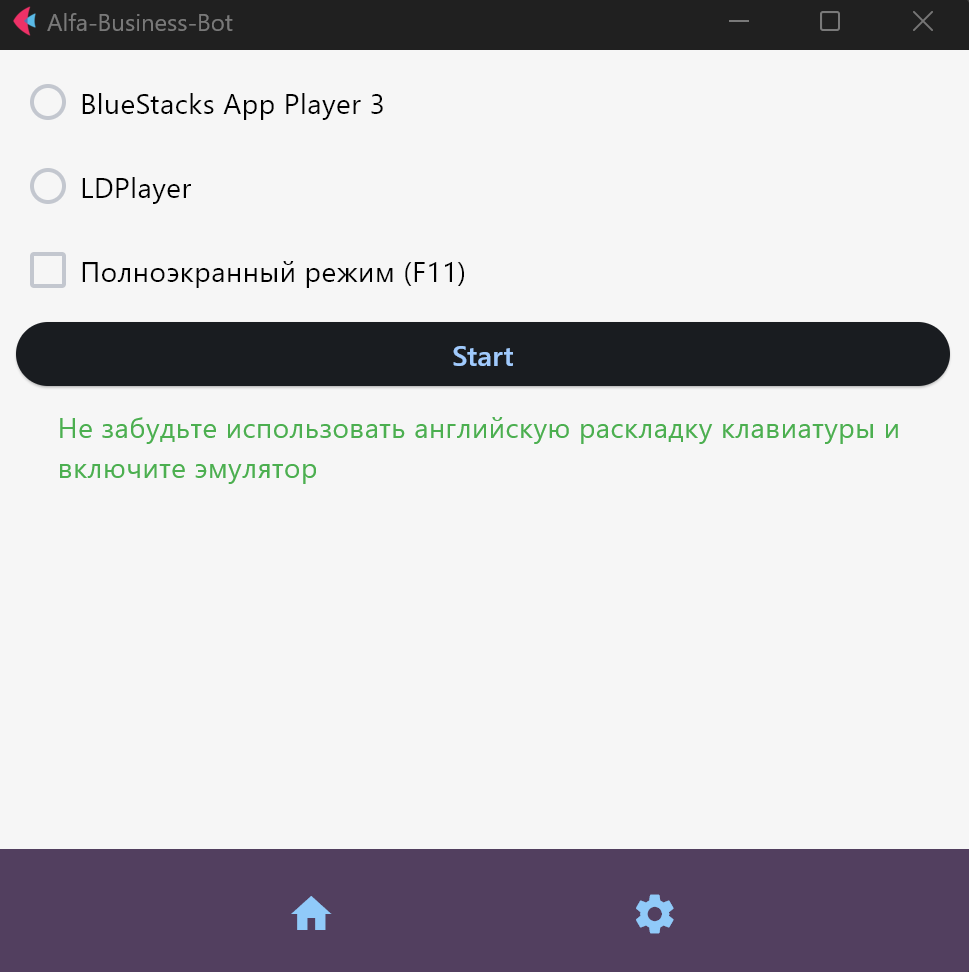 Alfa-Business-Bot
BlueStacks App Player 3
LDPlayer
Полноэкранный режим (F11)
Start
Не забудьте использовать английскую раскладку клавиатуры и
включите эмулятор